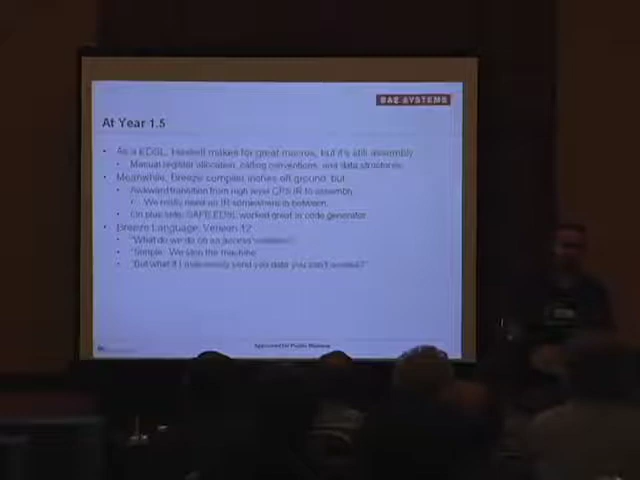 BAE SYSTEMS
At Year 1.5
• As a EDSL, Haskell makes for great macros, but it's still assembly
• Manual register allocation, calling conventions, and data structures
• Meanwhile, Breeze compiler inches off ground, but
• Awkward transition from high level CPS IR to assembly
• We really need an IR somewhere in between.
• On plus side, SAFE EDSL worked great as code generator
• Breeze Language, Version 12
• "What do we do on an access violation?"
• "Simple. We stop the machine."
• "But what if I maliciously send you data you can't access?"
Approved for Public Release